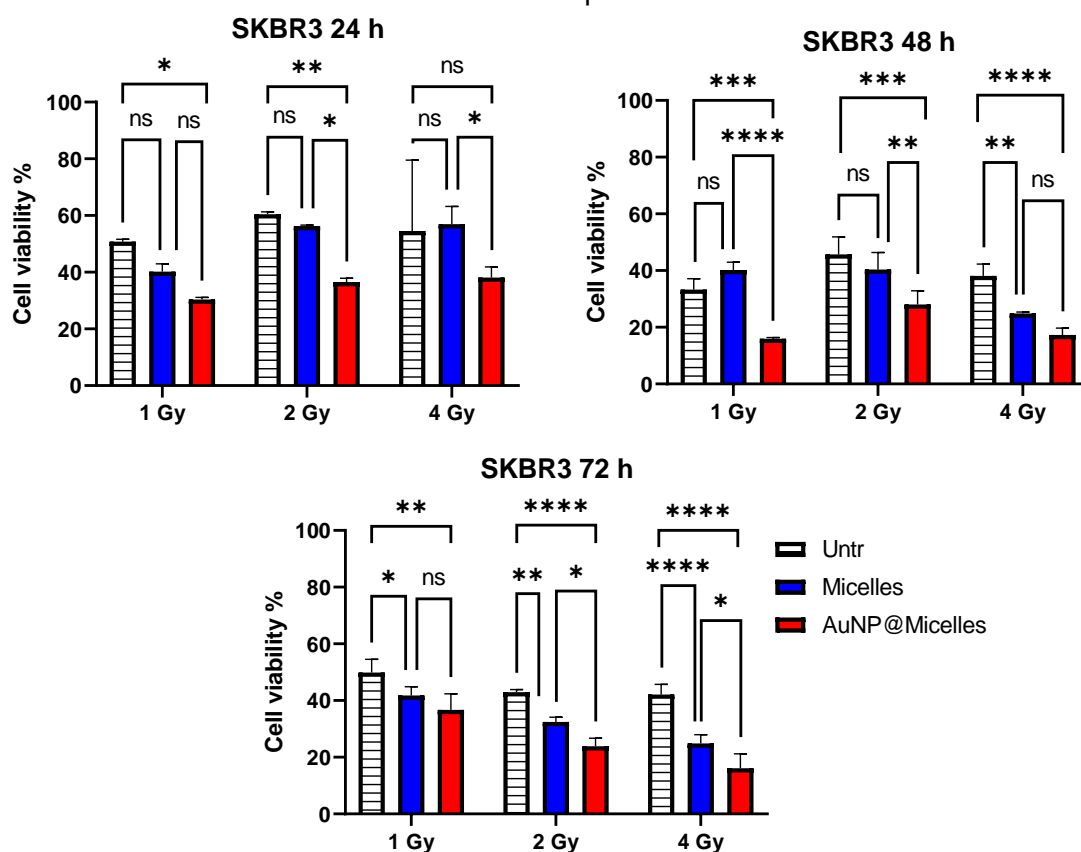 SKBR3 24 h
*
**
ns
ns
ns
ns
*
ns
*
100
80
60
40
20
0
Cell viability %
1 Gy
2 Gy
4 Gy
SKBR3 48 h
***
***
****
ns
****
ns
**
**
ns
100
80
60
40
20
0
Cell viability %
1 Gy
2 Gy
4 Gy
SKBR3 72 h
**
****
****
*
ns
**
*
****
*
100
80
60
40
20
0
Cell viability %
1 Gy
2 Gy
4 Gy
Untr
Micelles
AuNP@Micelles